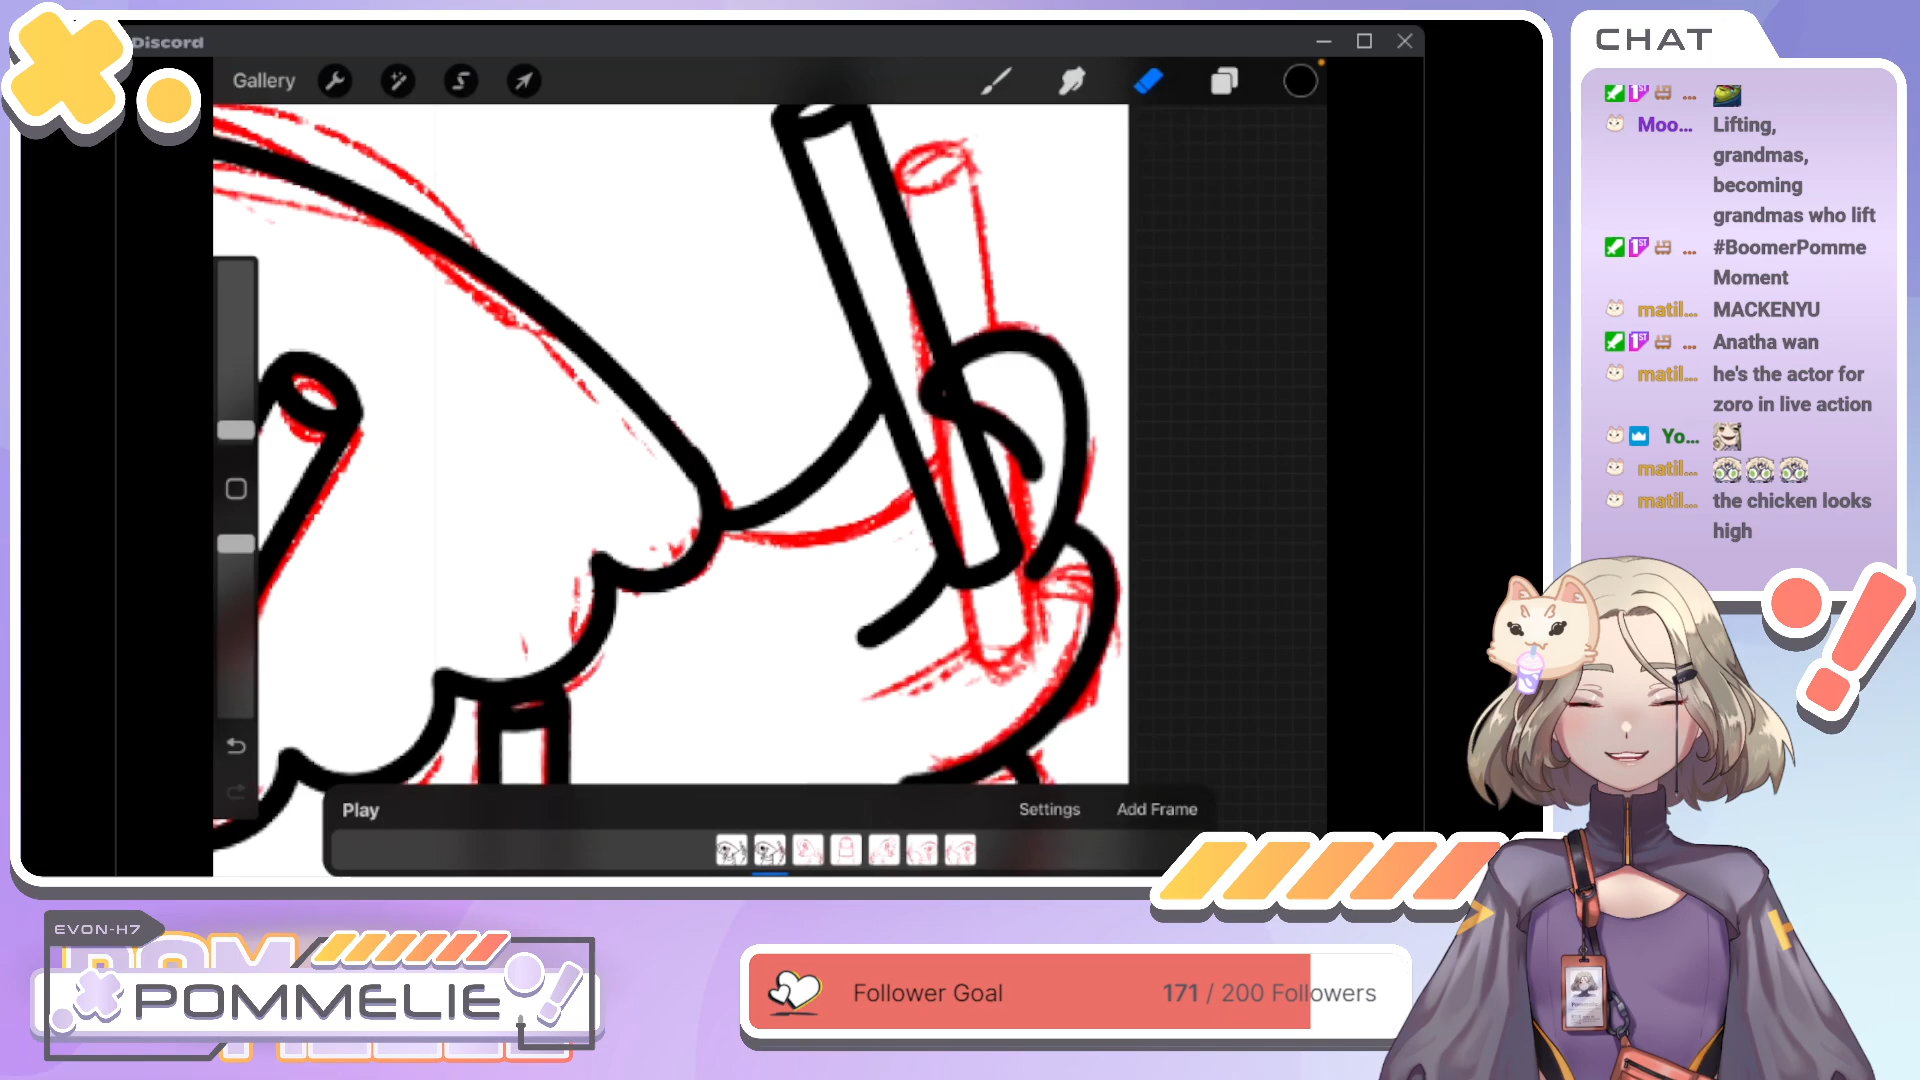 Discord
Gallery
Play
Settings
Add Frame
CHAT
Moo...
Lifting,
grandmas,
becoming
grandmas who lift
...
#BoomerPomme
Moment
matil...
MACKENYU
...
Anatha wan
matil...
he's the actor for
zoro in live action
Yo...
matil...
matil...
the chicken looks
high
EVON-H7
POMMELIE
Follower Goal
171 / 200 Followers